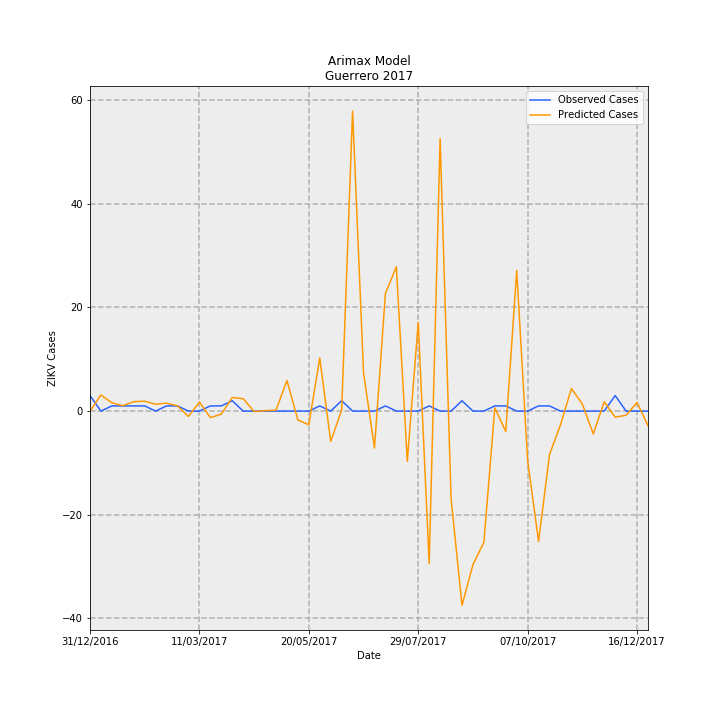 Arimax Model
Guerrero 2017
Observed Cases
Predicted Cases
60
40
20
0
−20
−40
ZIKV Cases
31/12/2016 11/03/2017 20/05/2017 29/07/2017 07/10/2017 16/12/2017
Date